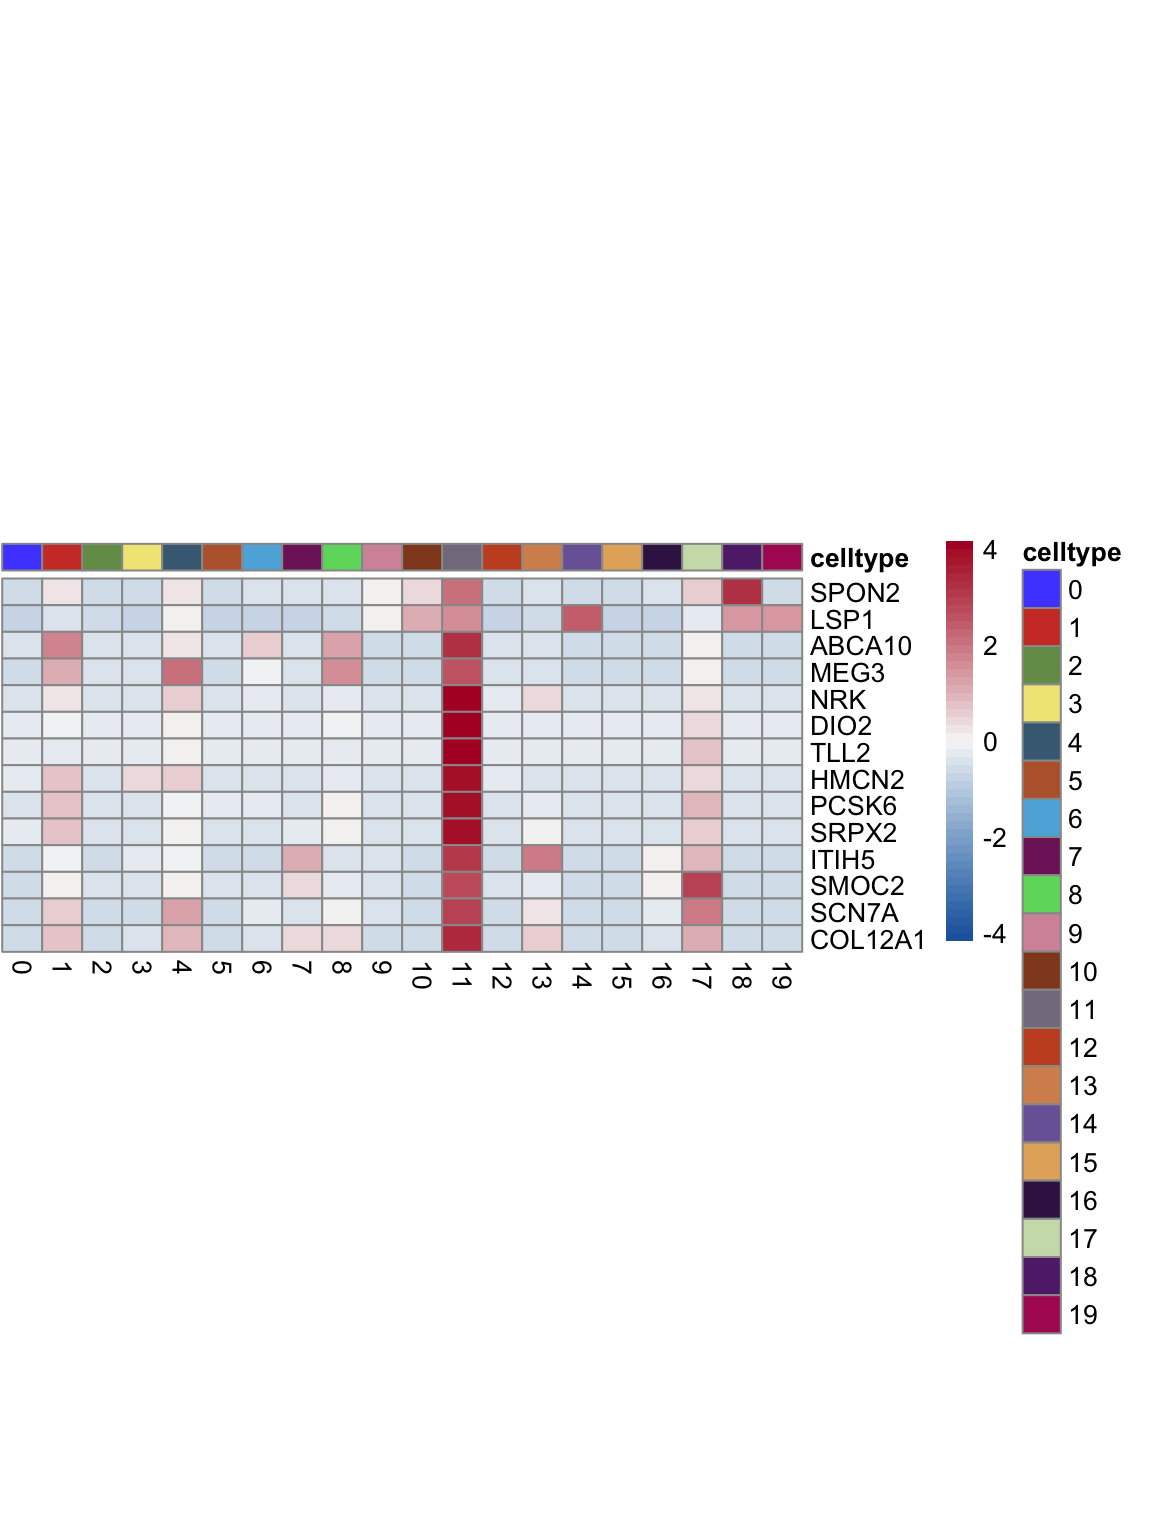 celltype
SPON2
LSP1
ABCA10
MEG3
NRK
DIO2
TLL2
HMCN2
PCSK6
SRPX2
ITIH5
SMOC2
SCN7A
COL12A1
0 1 2 3 4 5 6 7 8 9 10 11 12 13 14 15 16 17 18 19
4
2
0
-2
-4
celltype
0
1
2
3
4
5
6
7
8
9
10
11
12
13
14
15
16
17
18
19